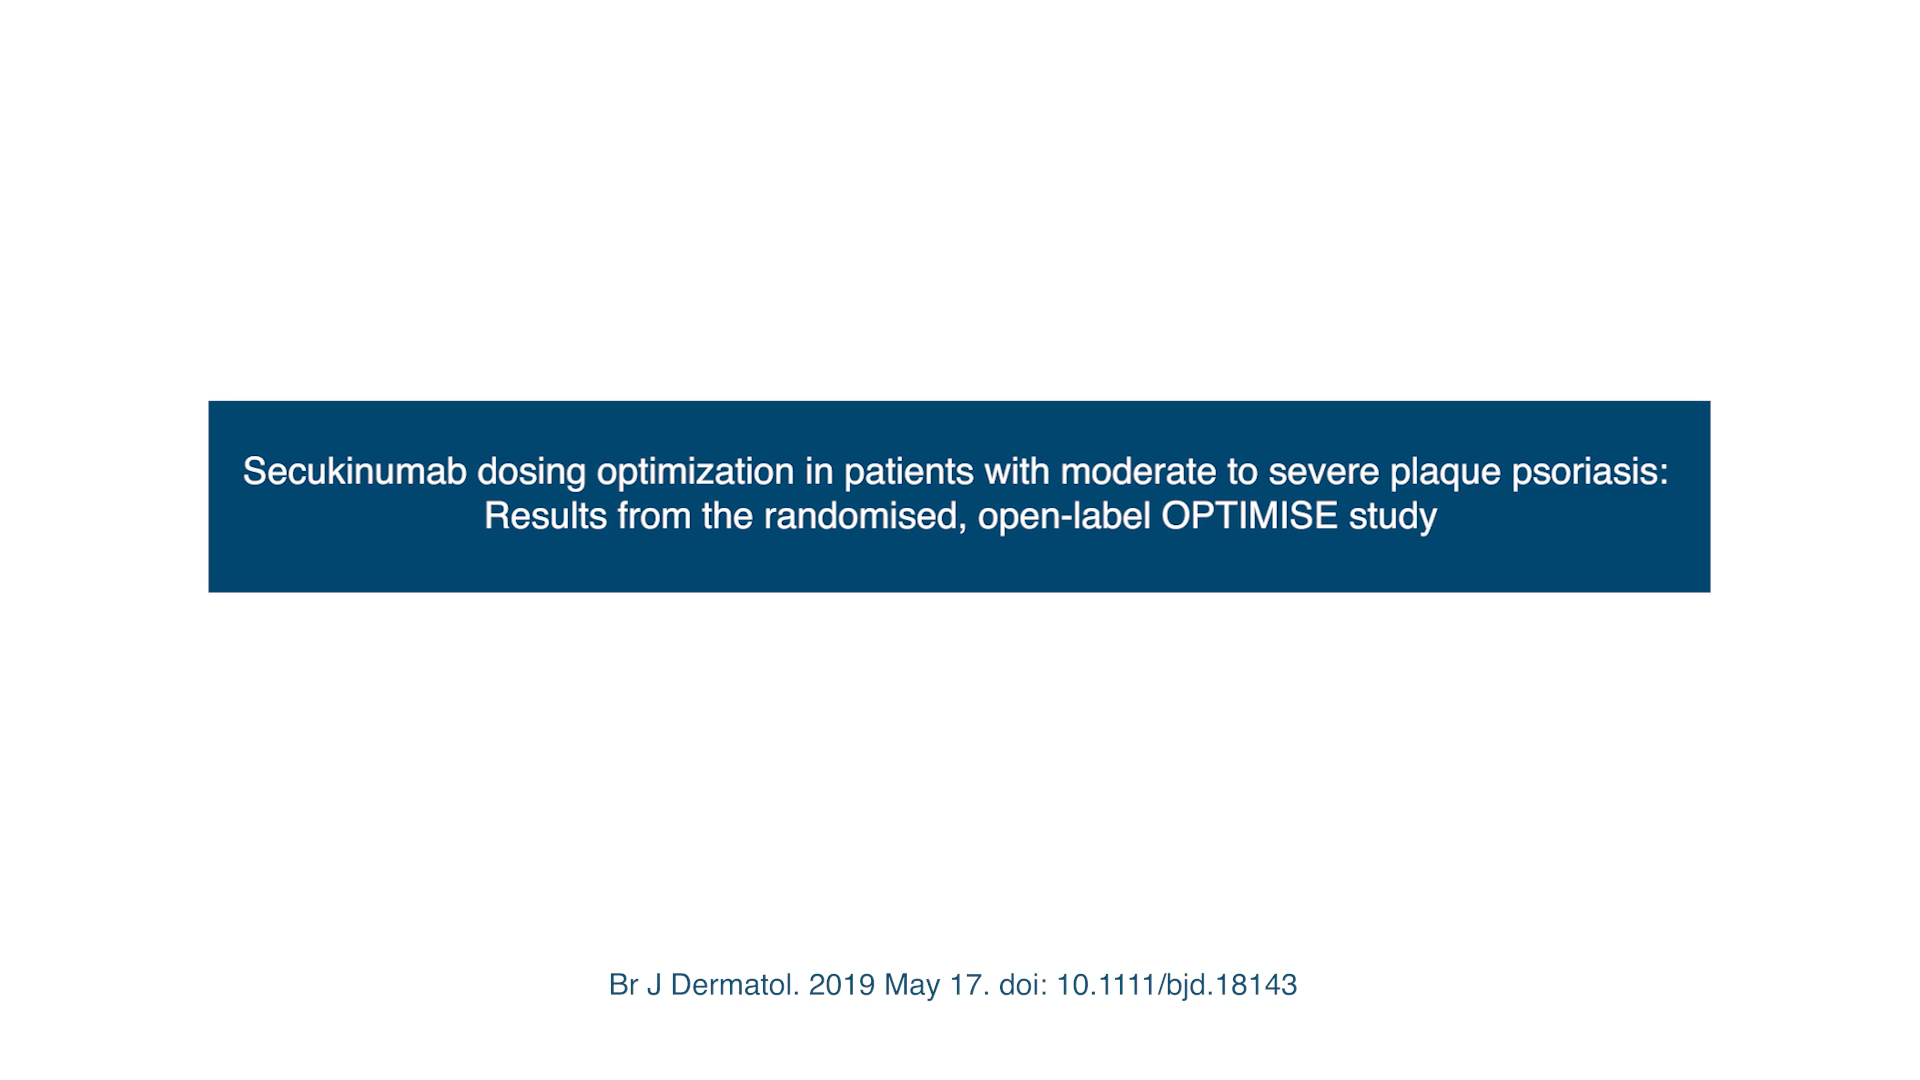 Secukinumab dosing optimization in patients with moderate to severe plaque psoriasis:
Results from the randomised, open-label OPTIMISE study
Br J Dermatol. 2019 May 17. doi: 10.1111/bjd.18143